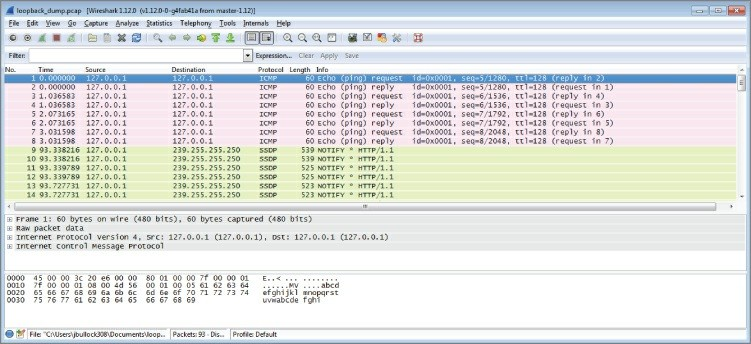 loopback_dump.pcap [Wireshark 1.12.0 (v1.12.0-0-g4fab41a from master-1.12)]
File Edit View Go Capture Analyze Statistics Telephony Tools Internals Help
Filter: Expression... Clear Apply Save
No. Time Source Destination Protocol Length Info
1 0.000000 127.0.0.1 127.0.0.1 ICMP 60 Echo (ping) request id=0x0001, seq=5/1280, ttl=128 (reply in 2)
2 0.000000 127.0.0.1 127.0.0.1 ICMP 60 Echo (ping) reply id=0x0001, seq=5/1280, ttl=128 (request in 1)
3 1.036583 127.0.0.1 127.0.0.1 ICMP 60 Echo (ping) request id=0x0001, seq=6/1536, ttl=128 (reply in 4)
4 1.036583 127.0.0.1 127.0.0.1 ICMP 60 Echo (ping) reply id=0x0001, seq=6/1536, ttl=128 (request in 3)
5 2.073165 127.0.0.1 127.0.0.1 ICMP 60 Echo (ping) request id=0x0001, seq=7/1792, ttl=128 (reply in 6)
6 2.073165 127.0.0.1 127.0.0.1 ICMP 60 Echo (ping) reply id=0x0001, seq=7/1792, ttl=128 (request in 5)
7 3.031598 127.0.0.1 127.0.0.1 ICMP 60 Echo (ping) request id=0x0001, seq=8/2048, ttl=128 (reply in 8)
8 3.031598 127.0.0.1 127.0.0.1 ICMP 60 Echo (ping) reply id=0x0001, seq=8/2048, ttl=128 (request in 7)
9 93.338216 127.0.0.1 239.255.255.250 SSDP 539 NOTIFY * HTTP/1.1
10 93.338216 127.0.0.1 239.255.255.250 SSDP 539 NOTIFY * HTTP/1.1
11 93.339789 127.0.0.1 239.255.255.250 SSDP 525 NOTIFY * HTTP/1.1
12 93.339789 127.0.0.1 239.255.255.250 SSDP 525 NOTIFY * HTTP/1.1
13 93.727731 127.0.0.1 239.255.255.250 SSDP 523 NOTIFY * HTTP/1.1
14 93.727731 127.0.0.1 239.255.255.250 SSDP 523 NOTIFY * HTTP/1.1
Frame 1: 60 bytes on wire (480 bits), 60 bytes captured (480 bits)
Raw packet data
Internet Protocol Version 4, Src: 127.0.0.1 (127.0.0.1), Dst: 127.0.0.1 (127.0.0.1)
Internet Control Message Protocol
0000 45 00 00 3c 20 e6 00 00 80 01 00 00 7f 00 00 01 E..< ... ........
0010 7f 00 00 01 08 00 4d 56 00 01 00 05 61 62 63 64 ......MV ....abcd
0020 65 66 67 68 69 6a 6b 6c 6d 6e 6f 70 71 72 73 74 efghijkl mnopqrst
0030 75 76 77 61 62 63 64 65 66 67 68 69 uvwabcde fghi
File: "C:\Users\jbullock308\Documents\loop... Packets: 93 - Dis... Profile: Default